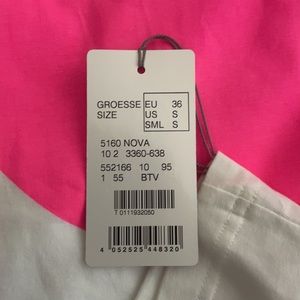 GROESSE EU 36
SIZE US S
SML S
5160 NOVA
10 2 3360-638
552166 10 95
1 55 BTV
T 0111932050
4 052525 448320